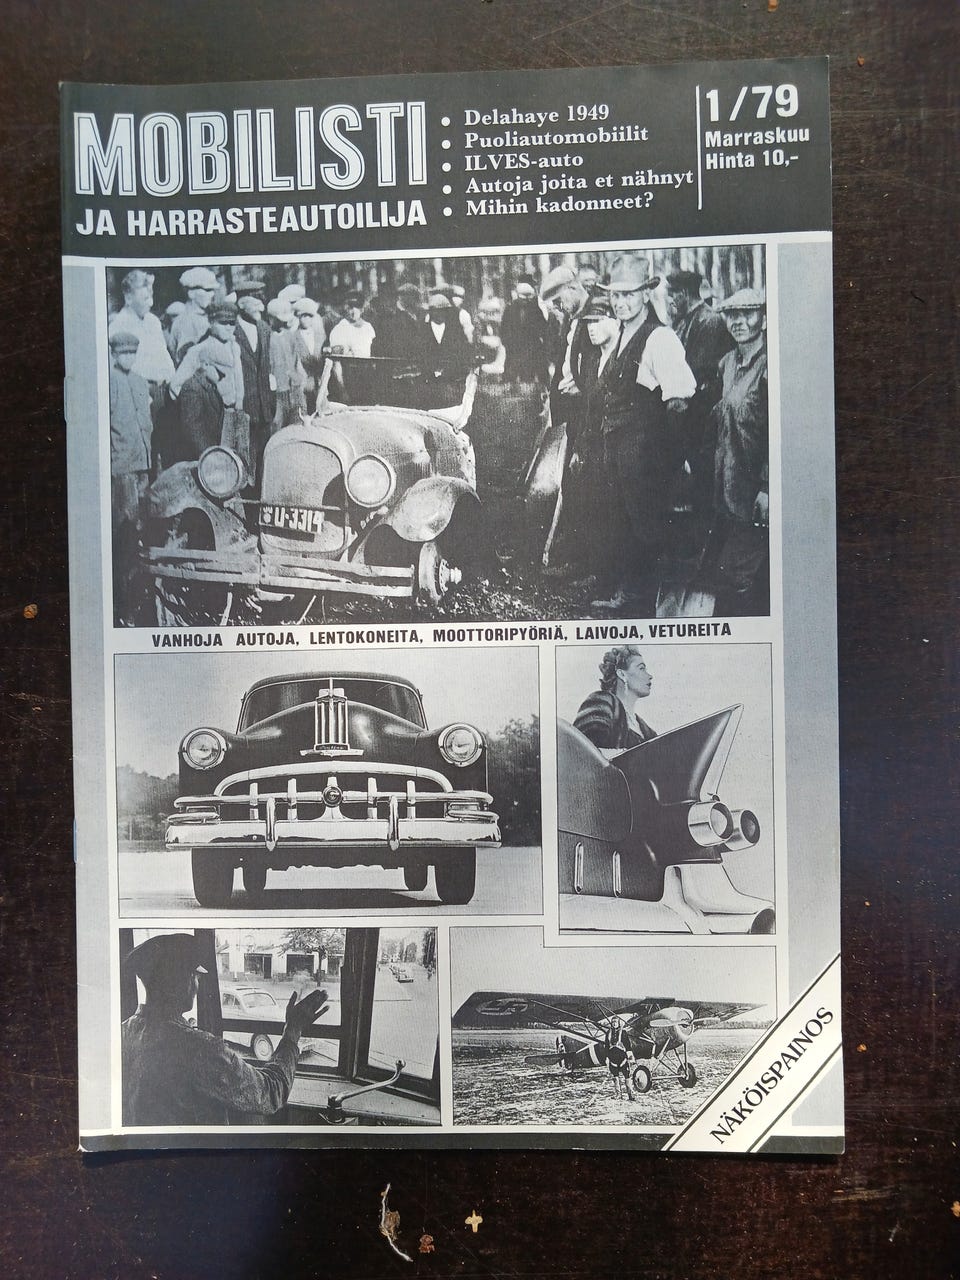 MOBILISTI
JA HARRASTEAUTOILIJA
• Delahaye 1949
• Puoliautomobiilit
• ILVES-auto
• Autoja joita et nähnyt
• Mihin kadonneet?
1/79
Marraskuu
Hinta 10,-
U-3314
VANHOJA AUTOJA, LENTOKONEITA, MOOTTORIPYÖRIÄ, LAIVOJA, VETUREITA
NÄKÖISPAINOS